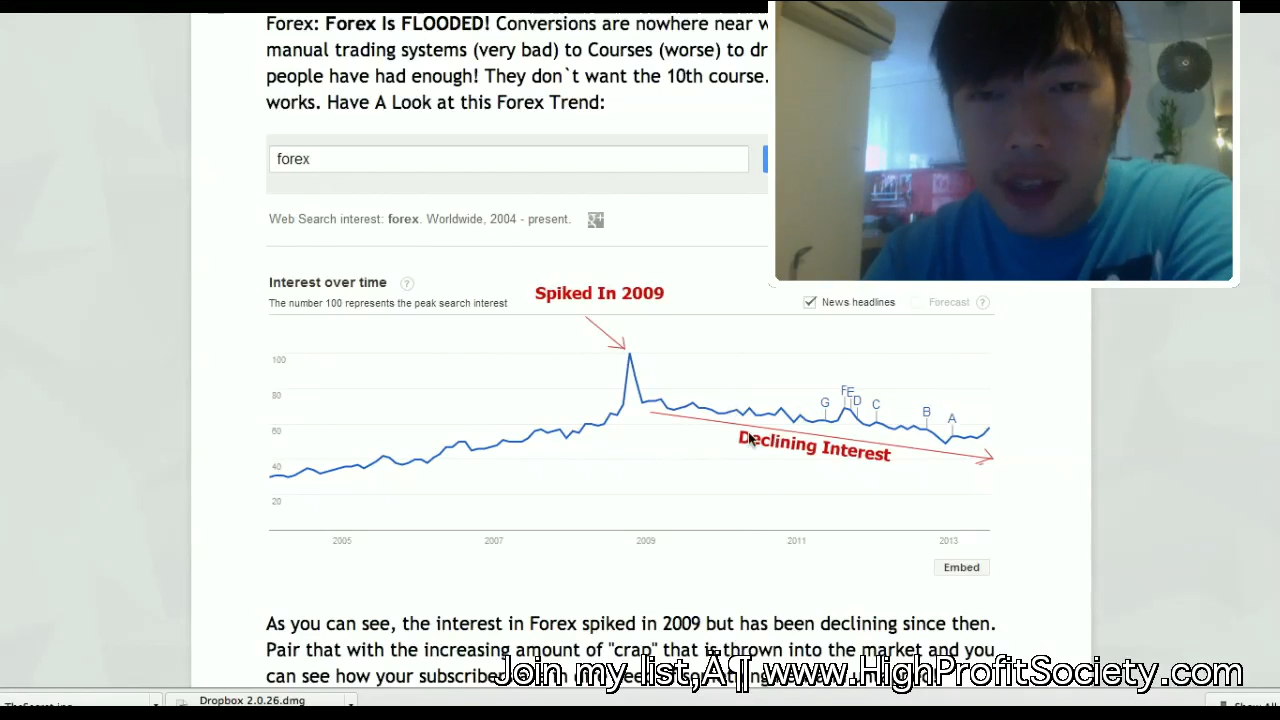 Forex: Forex Is FLOODED! Conversions are nowhere near
manual trading systems (very bad) to Courses (worse) to
people have had enough! They don`t want the 10th course.
works. Have A Look at this Forex Trend:
forex
Web Search interest: forex. Worldwide, 2004 - present.
Interest over time ?
The number 100 represents the peak search interest
Spiked In 2009
News headlines
Forecast ?
100
80
60
40
20
G
F
E
D
C
B
A
Declining Interest
2005
2007
2009
2011
2013
Embed
As you can see, the interest in Forex spiked in 2009 but has been declining since then.
Pair that with the increasing amount of "crap" that is thrown into the market and you
can see how your subscriber
Join my list‚Ä¶ www.HighProfitSociety.com
Dropbox 2.0.26.dmg
Show All